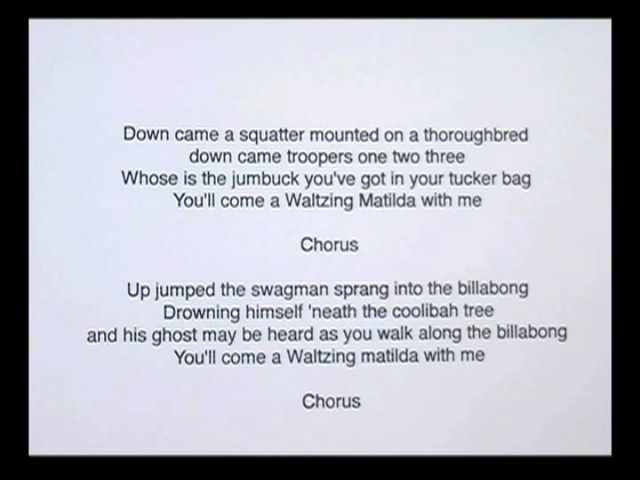 Down came a squatter mounted on a thoroughbred
down came troopers one two three
Whose is the jumbuck you've got in your tucker bag
You'll come a Waltzing Matilda with me
Chorus
Up jumped the swagman sprang into the billabong
Drowning himself 'neath the coolibah tree
and his ghost may be heard as you walk along the billabong
You'll come a Waltzing matilda with me
Chorus